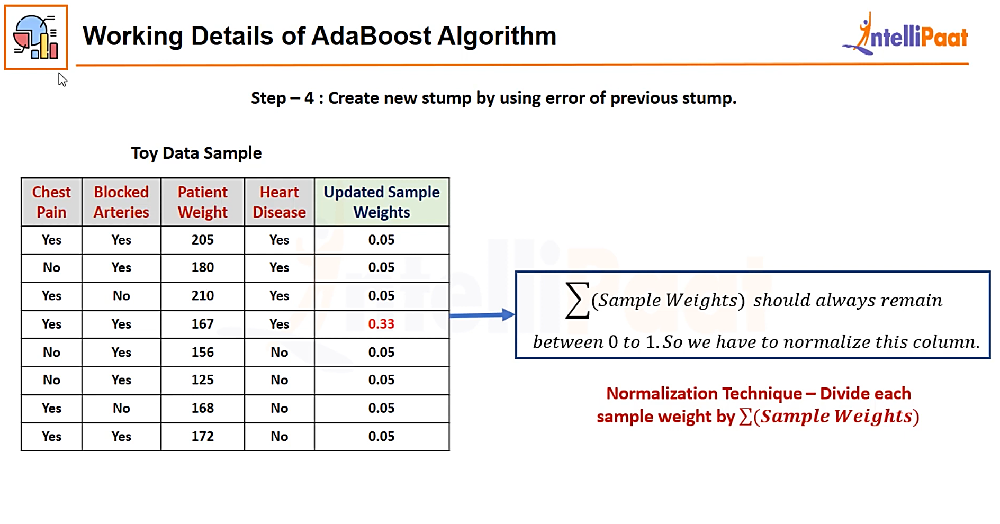 Working Details of AdaBoost Algorithm
IntelliPaat
Step – 4 : Create new stump by using error of previous stump.
Toy Data Sample
Chest Pain Blocked Arteries Patient Weight Heart Disease Updated Sample Weights
Yes Yes 205 Yes 0.05
No Yes 180 Yes 0.05
Yes No 210 Yes 0.05
Yes Yes 167 Yes 0.33
No Yes 156 No 0.05
No Yes 125 No 0.05
Yes No 168 No 0.05
Yes Yes 172 No 0.05
∑(Sample Weights) should always remain
between 0 to 1. So we have to normalize this column.
Normalization Technique – Divide each
sample weight by ∑(Sample Weights)
IntelliPaat